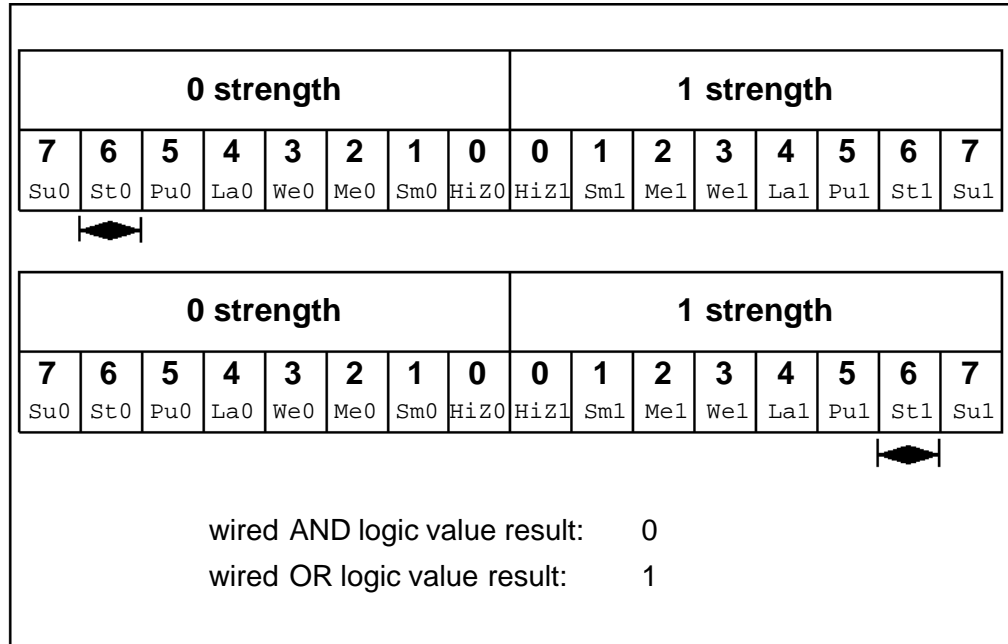 0 strength 1 strength
7 6 5 4 3 2 1 0 0 1 2 3 4 5 6 7
Su0 St0 Pu0 La0 We0 Me0 Sm0 HiZ0 HiZ1 Sm1 Me1 We1 La1 Pu1 St1 Su1
0 strength 1 strength
7 6 5 4 3 2 1 0 0 1 2 3 4 5 6 7
Su0 St0 Pu0 La0 We0 Me0 Sm0 HiZ0 HiZ1 Sm1 Me1 We1 La1 Pu1 St1 Su1
wired AND logic value result: 0
wired OR logic value result: 1